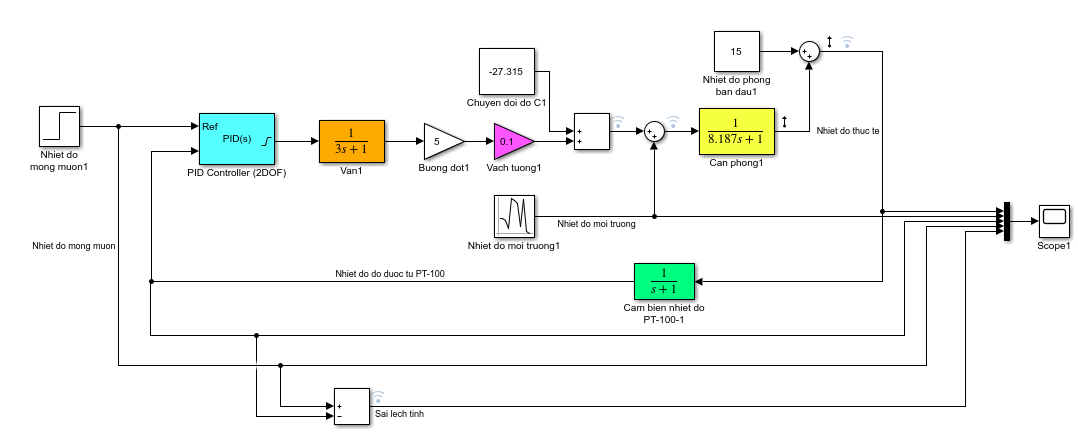 15
Nhiet do phong
ban dau1
-27.315
Chuyen doi do C1
Nhiet do
mong muon1
Ref
PID(s)
PID Controller (2DOF)
1
3s + 1
Van1
5
Buong dot1
0.1
Vach tuong1
+
+
+
+
1
8.187s + 1
Can phong1
+
+
Nhiet do thuc te
Nhiet do moi truong1
Nhiet do moi truong
Scope1
Nhiet do mong muon
Nhiet do do duoc tu PT-100
1
s + 1
Cam bien nhiet do
PT-100-1
+
−
Sai lech tinh